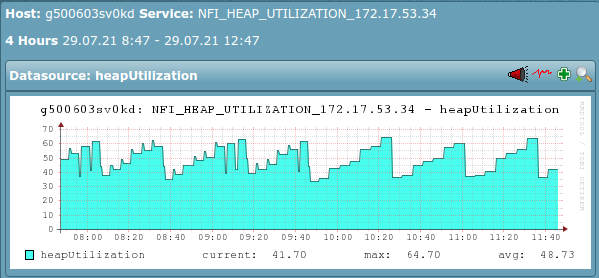 Host: g500603sv0kd Service: NFI_HEAP_UTILIZATION_172.17.53.34
4 Hours 29.07.21 8:47 - 29.07.21 12:47
Datasource: heapUtilization
g500603sv0kd: NFI_HEAP_UTILIZATION_172.17.53.34 - heapUtilization
70
60
50
40
30
20
10
0
08:00 08:20 08:40 09:00 09:20 09:40 10:00 10:20 10:40 11:00 11:20 11:40
heapUtilization current: 41.70 max: 64.70 avg: 48.73
RRDTOOL / TOBI OETIKER